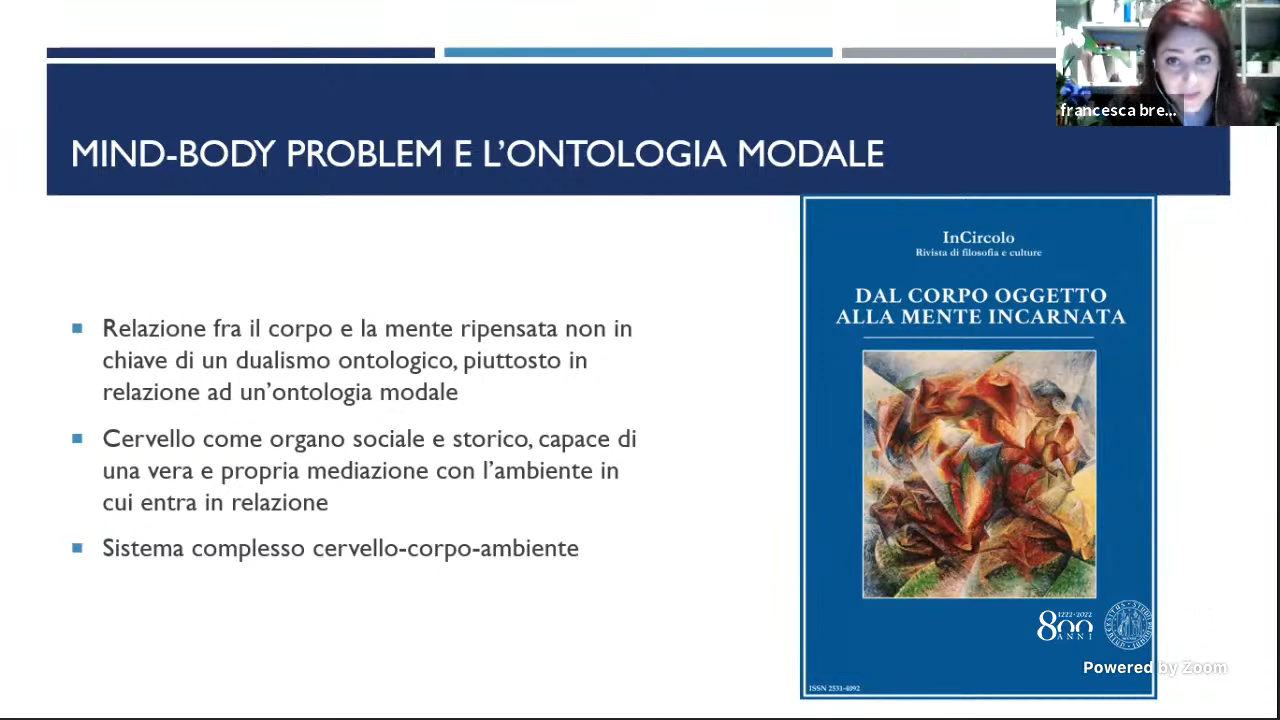 francesca bre...
MIND-BODY PROBLEM E L’ONTOLOGIA MODALE
Relazione fra il corpo e la mente ripensata non in
chiave di un dualismo ontologico, piuttosto in
relazione ad un’ontologia modale
Cervello come organo sociale e storico, capace di
una vera e propria mediazione con l’ambiente in
cui entra in relazione
Sistema complesso cervello-corpo-ambiente
InCircolo
Rivista di filosofia e culture
DAL CORPO OGGETTO
ALLA MENTE INCARNATA
1222·2022
800
ANNI
Powered by Zoom
ISSN 2531-4092